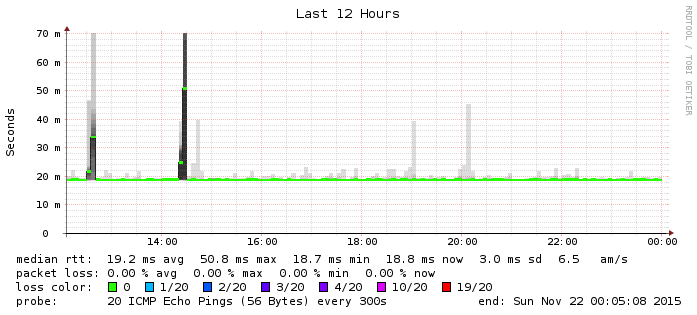 Last 12 Hours
RRDTOOL / TOBI OETIKER
Seconds
70 m
60 m
50 m
40 m
30 m
20 m
10 m
0
14:00 16:00 18:00 20:00 22:00 00:00
median rtt: 19.2 ms avg 50.8 ms max 18.7 ms min 18.8 ms now 3.0 ms sd 6.5 am/s
packet loss: 0.00 % avg 0.00 % max 0.00 % min 0.00 % now
loss color: 0 1/20 2/20 3/20 4/20 10/20 19/20
probe: 20 ICMP Echo Pings (56 Bytes) every 300s end: Sun Nov 22 00:05:08 2015